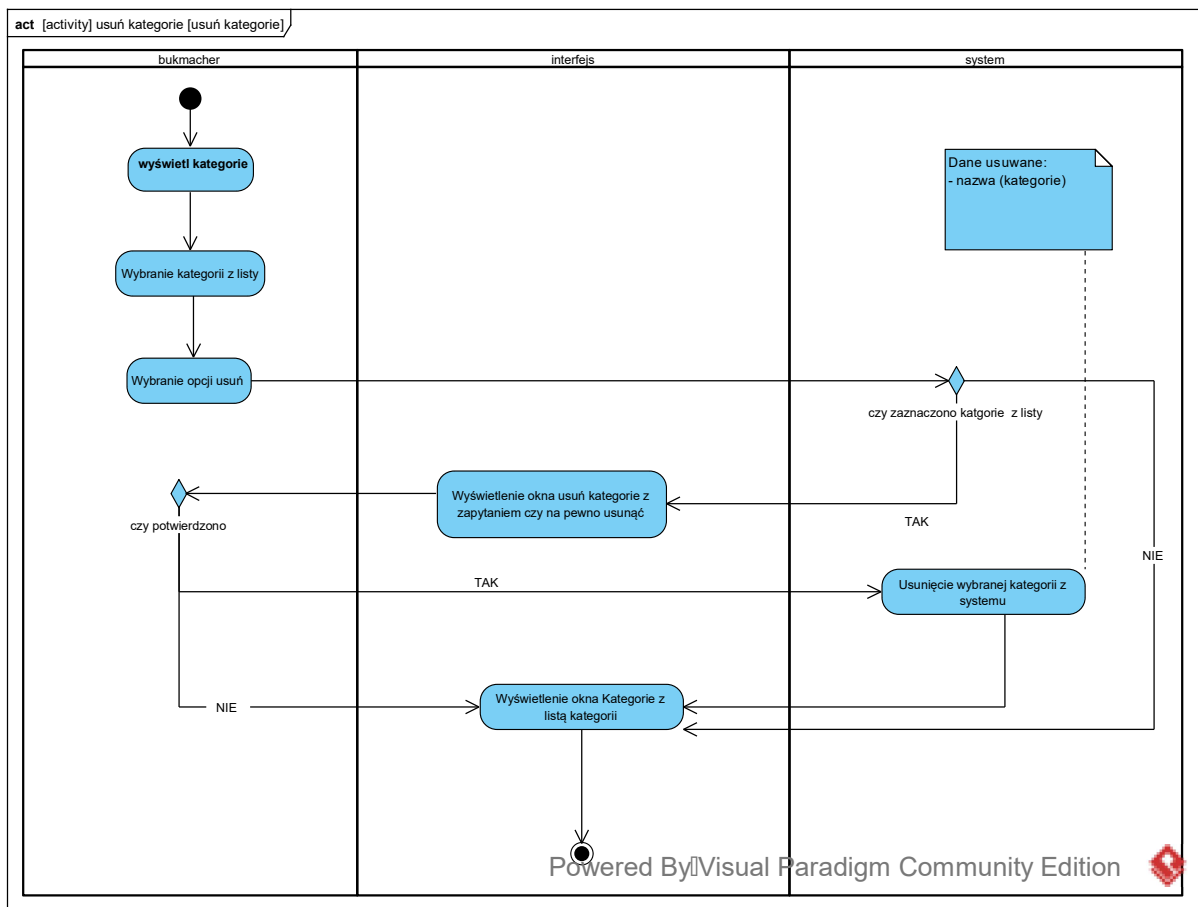 act [activity] usuń kategorie [usuń kategorie]
bukmacher
interfejs
system
wyświetl kategorie
Dane usuwane:
- nazwa (kategorie)
Wybranie kategorii z listy
Wybranie opcji usuń
czy zaznaczono katgorie z listy
Wyświetlenie okna usuń kategorie z
zapytaniem czy na pewno usunąć
czy potwierdzono
TAK
NIE
TAK
Usunięcie wybranej kategorii z
systemu
Wyświetlenie okna Kategorie z
listą kategorii
NIE
Powered By Visual Paradigm Community Edition